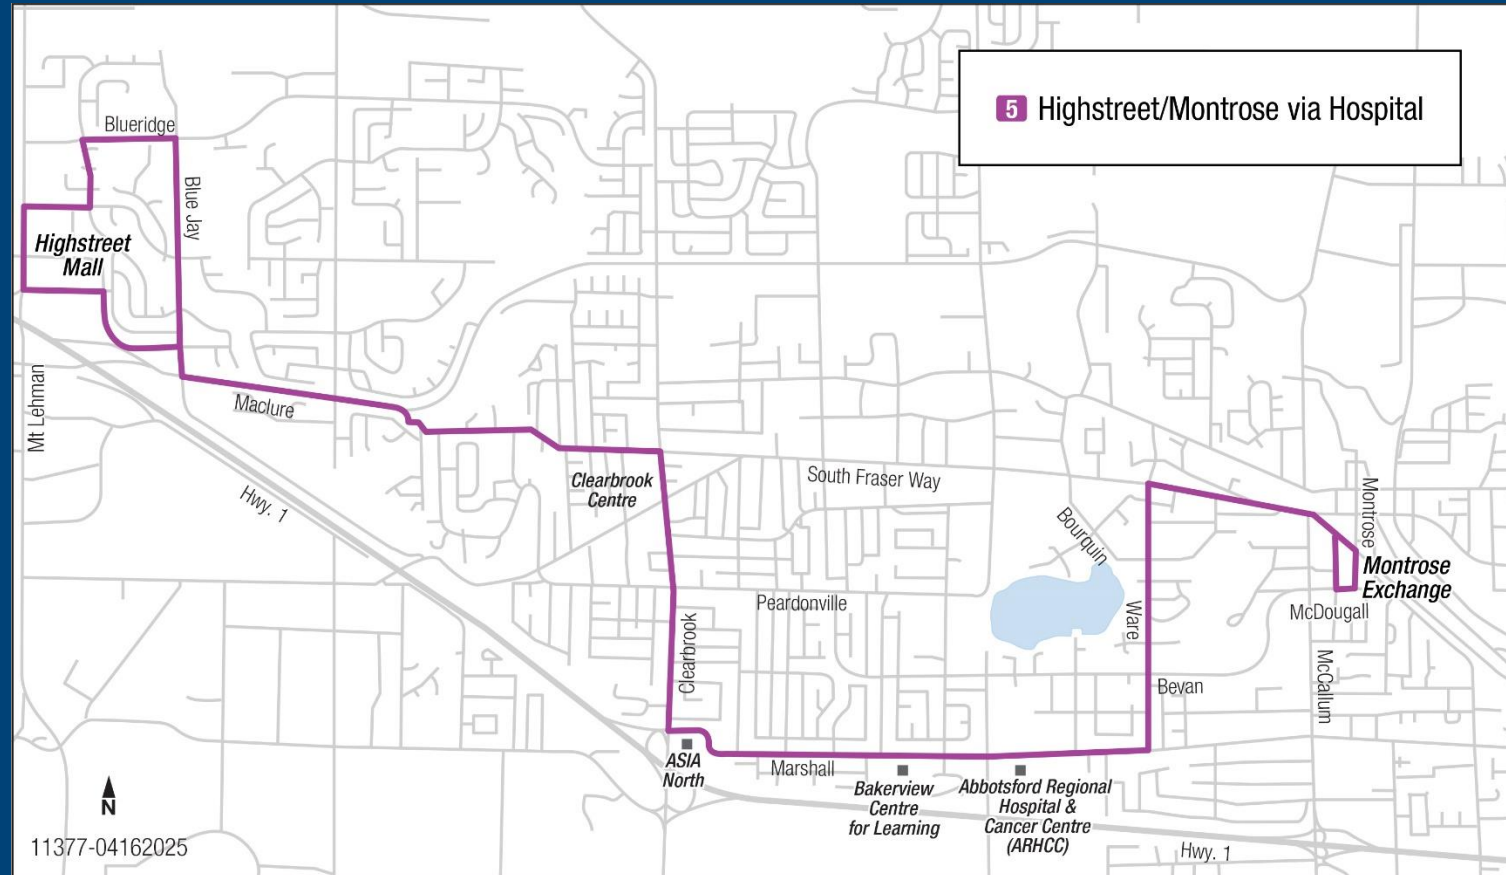 5 Highstreet/Montrose via Hospital
Blueridge
Blue Jay
Highstreet
Mall
Mt Lehman
Maclure
Hwy. 1
Clearbrook
Centre
South Fraser Way
Bourquin
Montrose
Montrose
Exchange
Peardonville
Ware
McDougall
Clearbrook
Bevan
McCallum
ASIA
North
Marshall
Bakerview
Centre
for Learning
Abbotsford Regional
Hospital &
Cancer Centre
(ARHCC)
Hwy. 1
N
11377-04162025